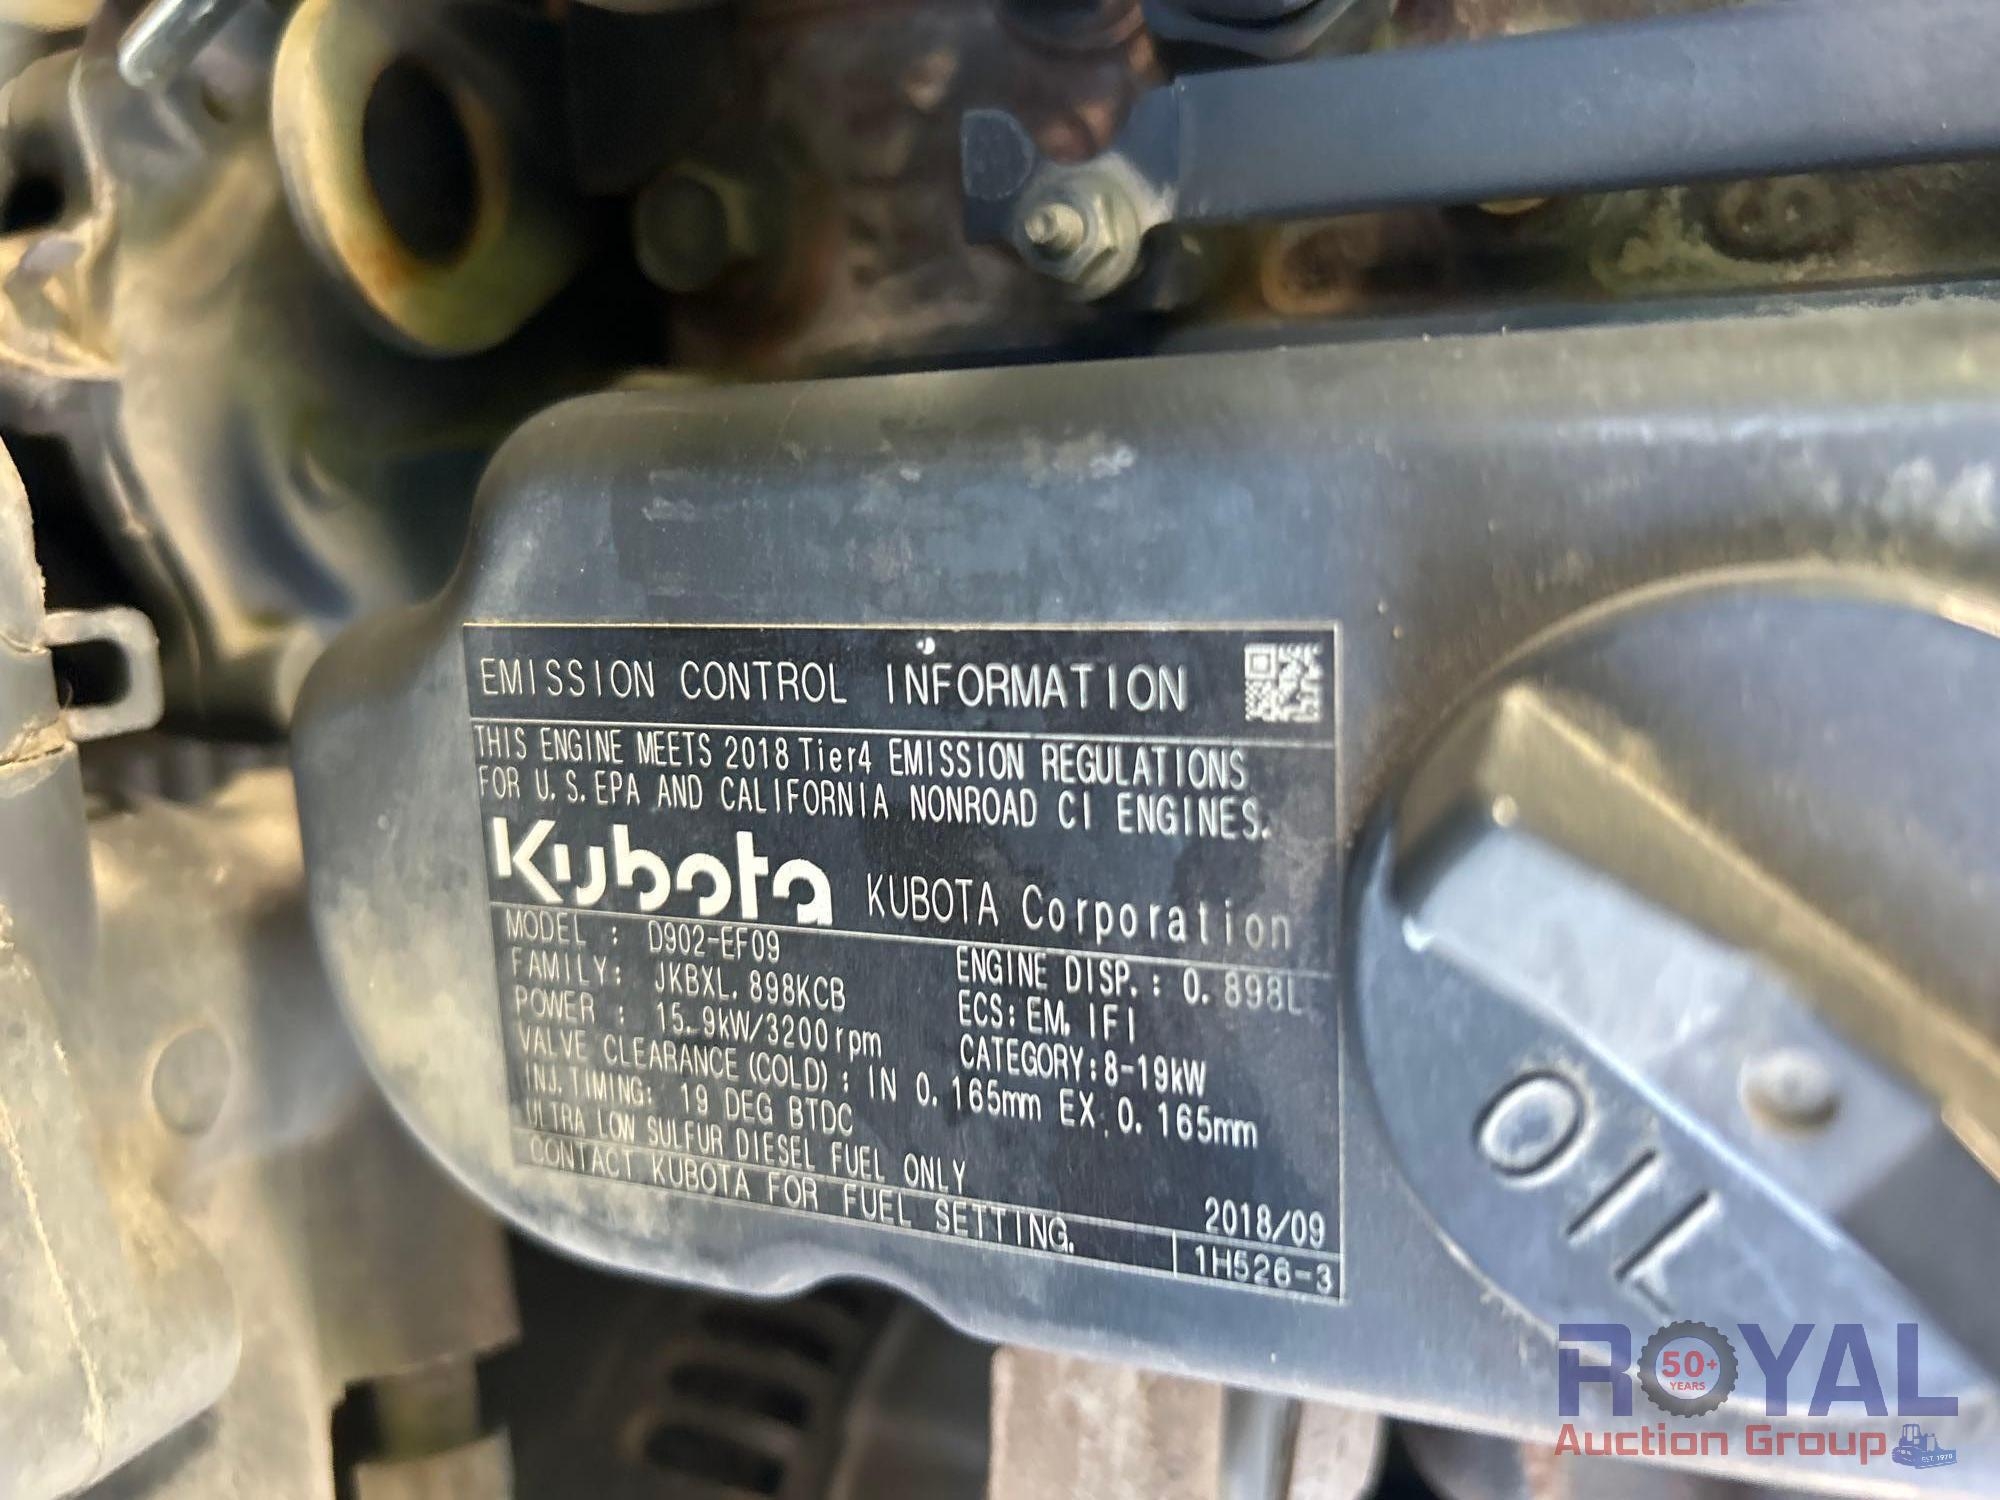 EMISSION CONTROL INFORMATION
THIS ENGINE MEETS 2018 Tier4 EMISSION REGULATIONS
FOR U.S.EPA AND CALIFORNIA NONROAD CI ENGINES.
Kubota KUBOTA Corporation
MODEL : D902-EF09
ENGINE DISP.: 0.898L
FAMILY: JKBXL.898KCB
ECS:EM,IFI
POWER : 15.9kW/3200rpm
CATEGORY:8-19kW
VALVE CLEARANCE(COLD): IN 0.165mm EX:0.165mm
INJ.TIMING: 19 DEG BTDC
ULTRA LOW SULFUR DIESEL FUEL ONLY
2018/09
CONTACT KUBOTA FOR FUEL SETTING.
1H526-3
OIL
ROYAL
50+
YEARS
Auction Group
EST. 1970